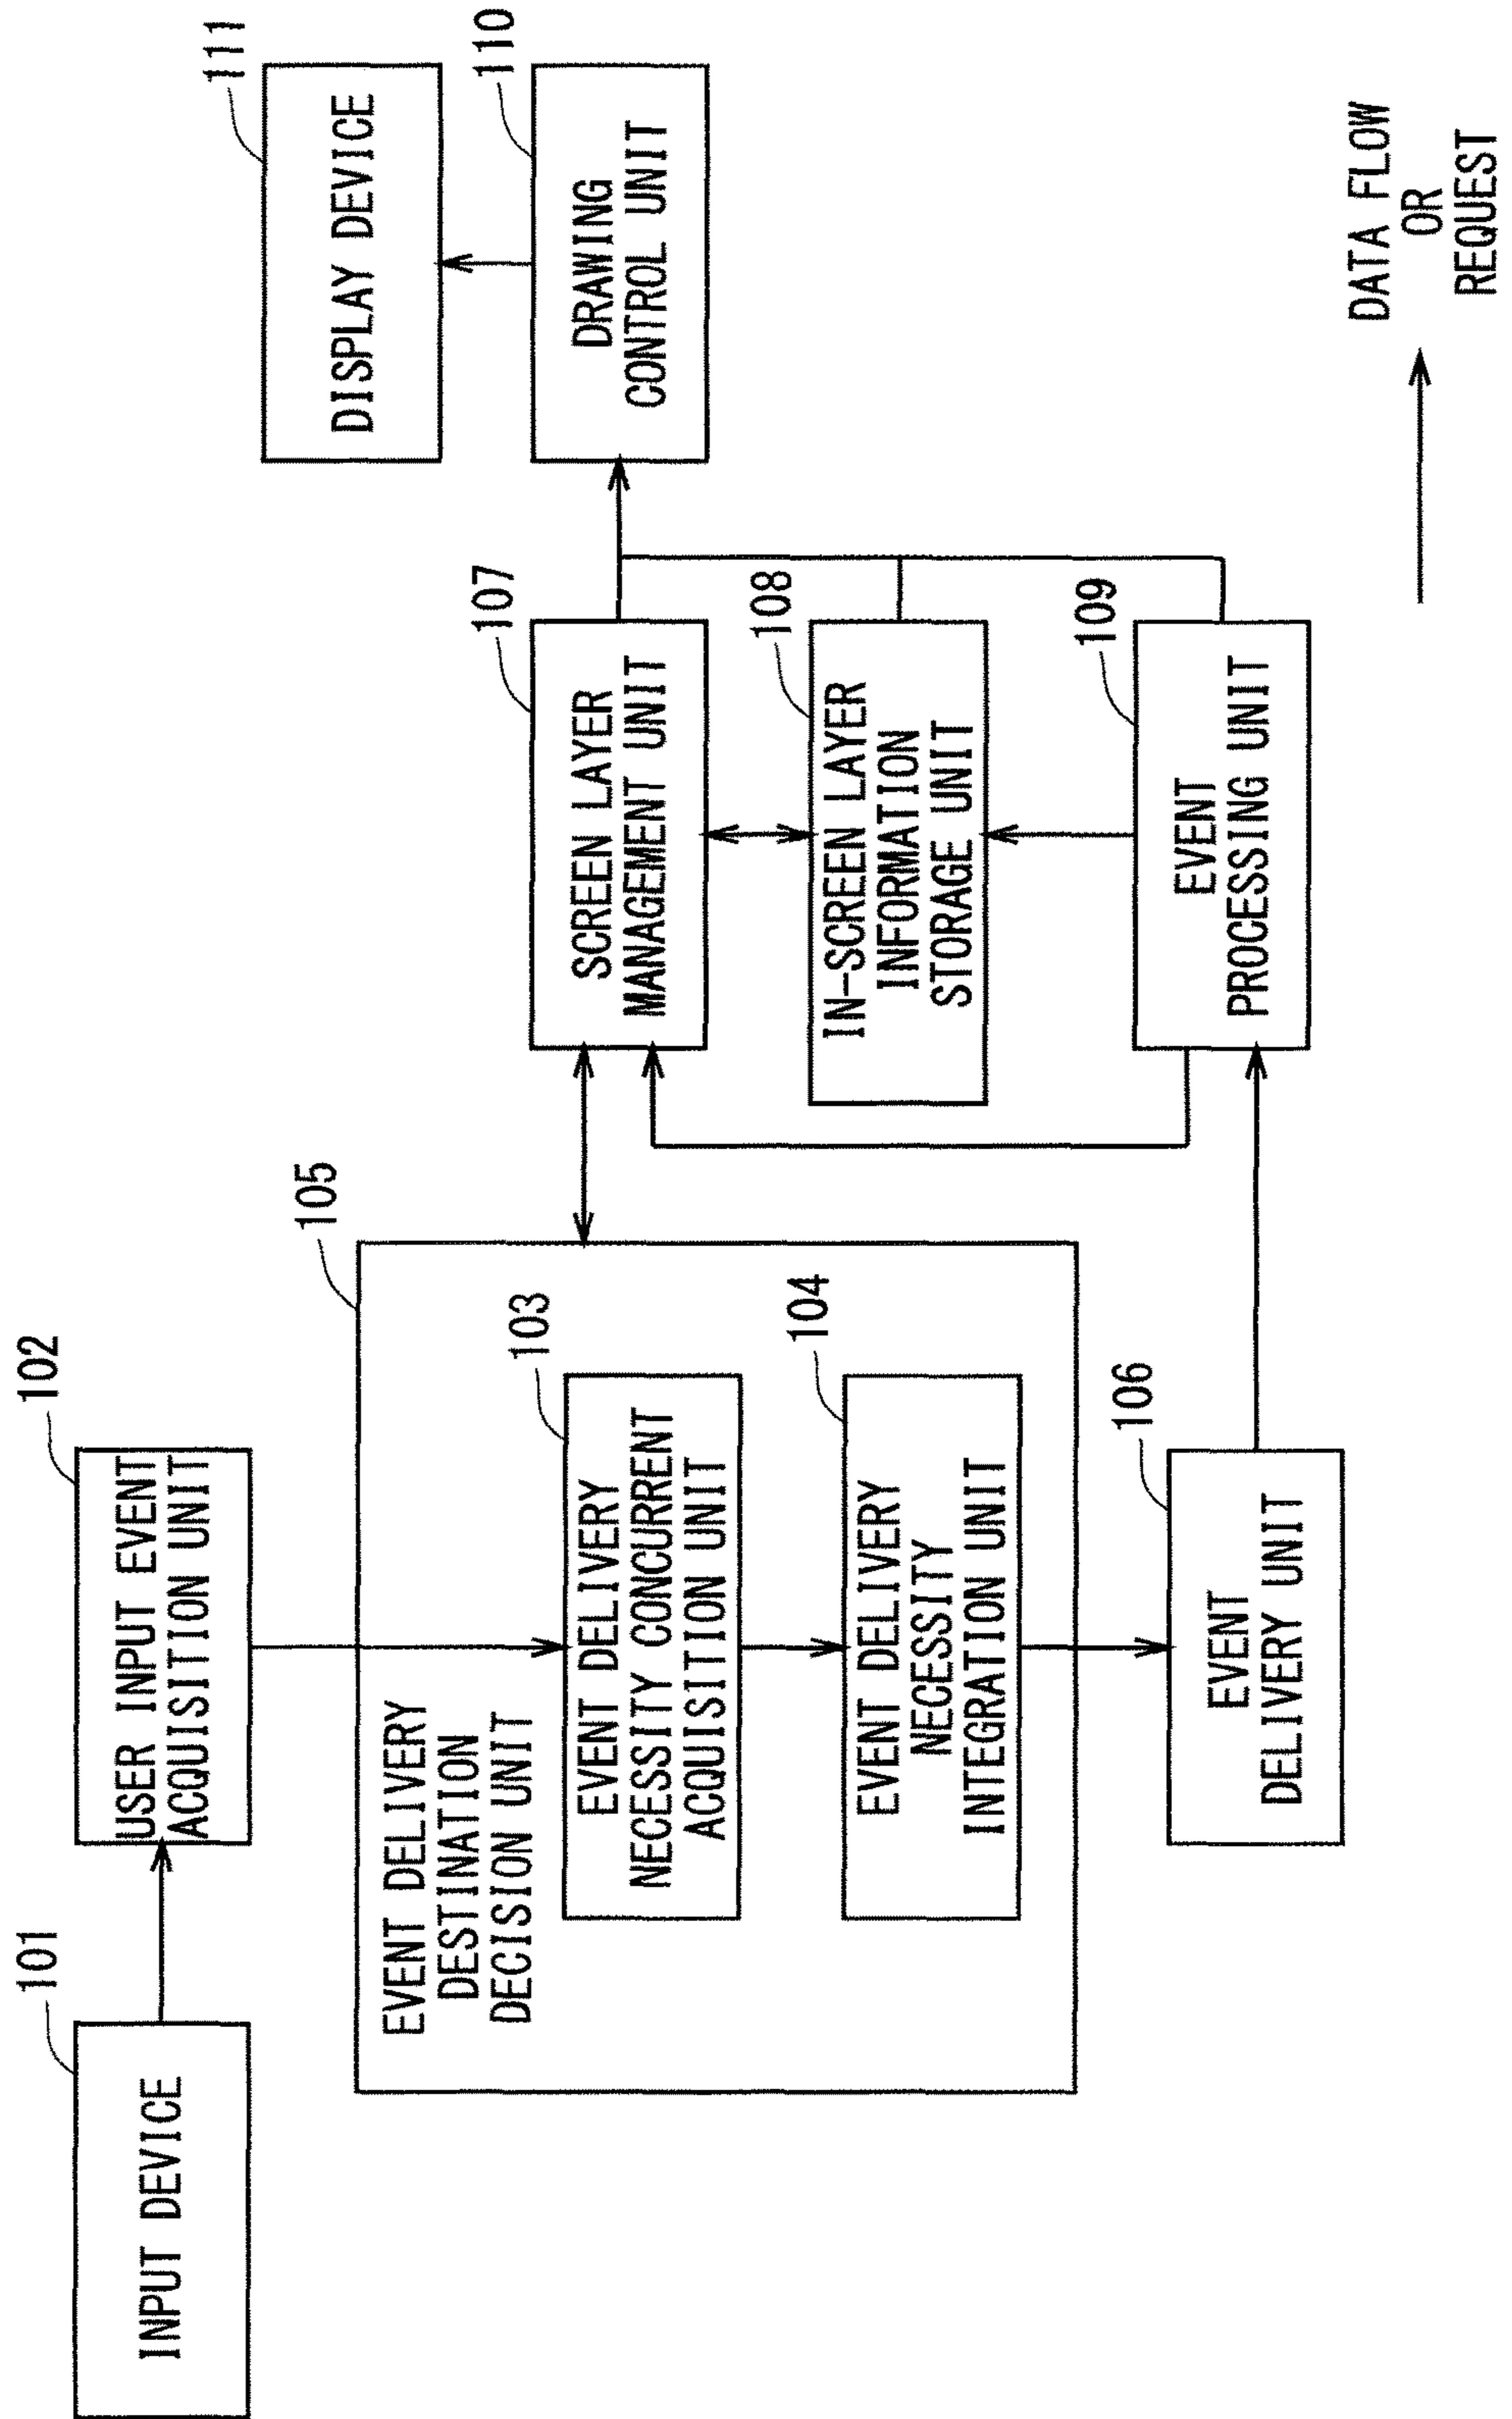 101
INPUT DEVICE
102
USER INPUT EVENT
ACQUISITION UNIT
105
EVENT DELIVERY
DESTINATION
DECISION UNIT
103
EVENT DELIVERY
NECESSITY CONCURRENT
ACQUISITION UNIT
104
EVENT DELIVERY
NECESSITY
INTEGRATION UNIT
106
EVENT
DELIVERY UNIT
107
SCREEN LAYER
MANAGEMENT UNIT
108
IN-SCREEN LAYER
INFORMATION
STORAGE UNIT
109
EVENT
PROCESSING UNIT
111
DISPLAY DEVICE
110
DRAWING
CONTROL UNIT
DATA FLOW
OR
REQUEST